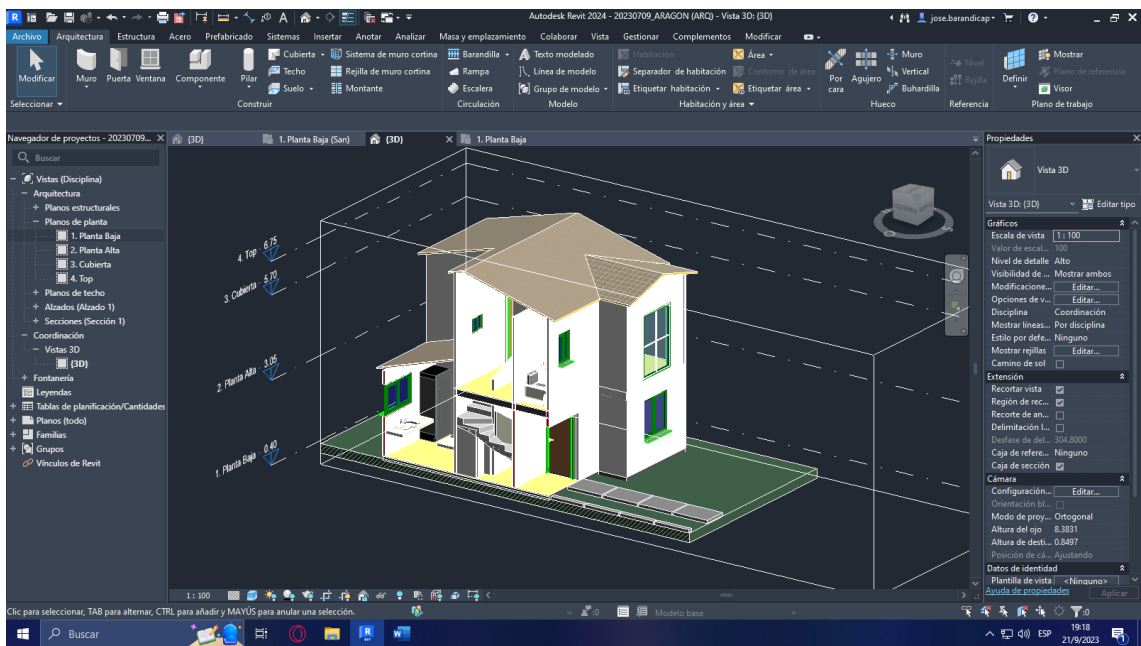 Autodesk Revit 2024 - 20230709_ARAGON (ARQ) - Vista 3D: {3D}
jose.barandicap
Archivo Arquitectura Estructura Acero Prefabricado Sistemas Insertar Anotar Analizar Masa y emplazamiento Colaborar Vista Gestionar Complementos Modificar
Modificar
Muro Puerta Ventana Componente Pilar
Cubierta Sistema de muro cortina
Techo Rejilla de muro cortina
Suelo Montante
Barandilla
Rampa
Escalera
Texto modelado
Línea de modelo
Grupo de modelo
Habitación
Separador de habitación
Etiquetar habitación
Área
Contorno de área
Etiquetar área
Por cara
Agujero
Muro
Vertical
Buhardilla
Nivel
Rejilla
Definir
Mostrar
Plano de referencia
Visor
Seleccionar Construir Circulación Modelo Habitación y área Hueco Referencia Plano de trabajo
Navegador de proyectos - 20230709...
{3D} 1. Planta Baja (San) {3D} 1. Planta Baja
Buscar
Vistas (Disciplina)
Arquitectura
Planos estructurales
Planos de planta
1. Planta Baja
2. Planta Alta
3. Cubierta
4. Top
Planos de techo
Alzados (Alzado 1)
Secciones (Sección 1)
Coordinación
Vistas 3D
{3D}
Fontanería
Leyendas
Tablas de planificación/Cantidades
Planos (todo)
Familias
Grupos
Vínculos de Revit
4. Top 6.75
3. Cubierta 5.70
2. Planta Alta 3.05
1. Planta Baja 0.40
Propiedades
Vista 3D
Vista 3D: {3D} Editar tipo
Gráficos
Escala de vista 1 : 100
Valor de escal... 100
Nivel de detalle Alto
Visibilidad de ... Mostrar ambos
Modificacione... Editar...
Opciones de v... Editar...
Disciplina Coordinación
Mostrar líneas... Por disciplina
Estilo por defe... Ninguno
Mostrar rejillas Editar...
Camino de sol
Extensión
Recortar vista
Región de rec...
Recorte de an...
Delimitación l...
Desfase de del... 304.8000
Caja de refere... Ninguno
Caja de sección
Cámara
Configuración... Editar...
Orientación bl...
Modo de proy... Ortogonal
Altura del ojo 8.3831
Altura de desti... 0.8497
Posición de cá... Ajustando
Datos de identidad
Plantilla de vista <Ninguno>
Ayuda de propiedades Aplicar
1 : 100
Clic para seleccionar, TAB para alternar, CTRL para añadir y MAYÚS para anular una selección.
:0 Modelo base :0
Buscar
ESP
19:18
21/9/2023